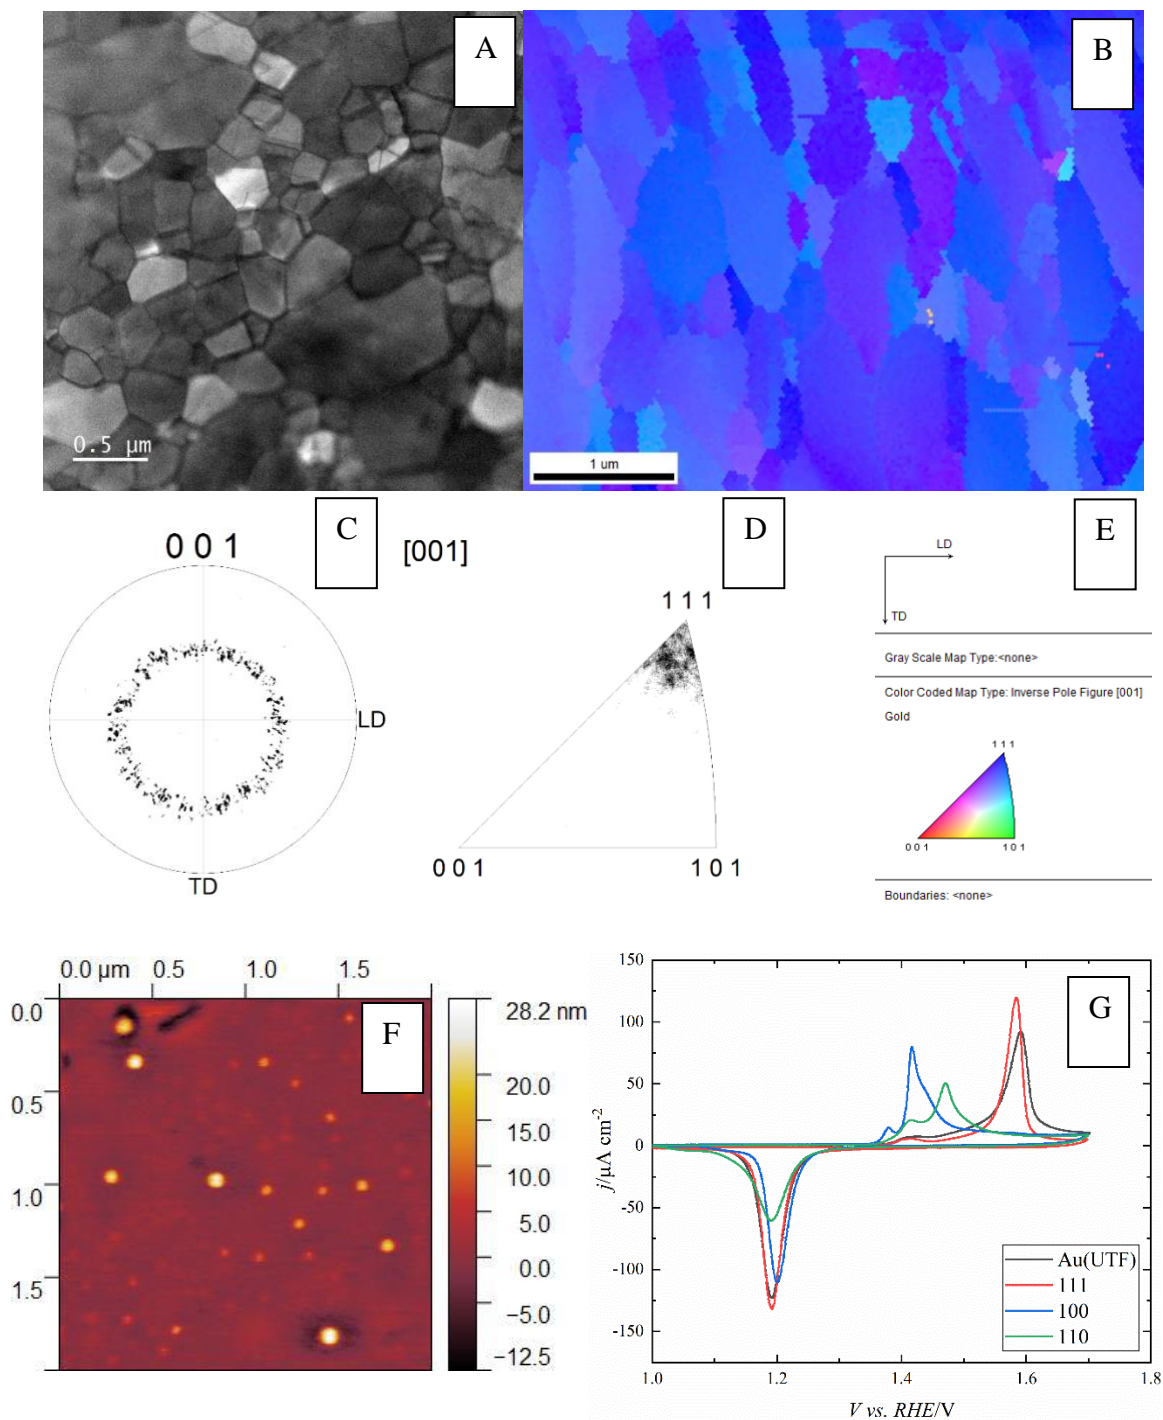 A
B
0.5 μm
1 um
C
D
E
0 0 1
[001]
LD
TD
1 1 1
0 0 1
1 0 1
LD
TD
Gray Scale Map Type:<none>
Color Coded Map Type: Inverse Pole Figure [001]
Gold
1 1 1
0 0 1
1 0 1
Boundaries: <none>
F
0.0 μm 0.5 1.0 1.5
0.0
0.5
1.0
1.5
28.2 nm
20.0
15.0
10.0
5.0
0.0
−5.0
−12.5
G
150
100
50
0
-50
-100
-150
j/μA cm-2
Au(UTF)
111
100
110
1.0 1.2 1.4 1.6 1.8
V vs. RHE/V